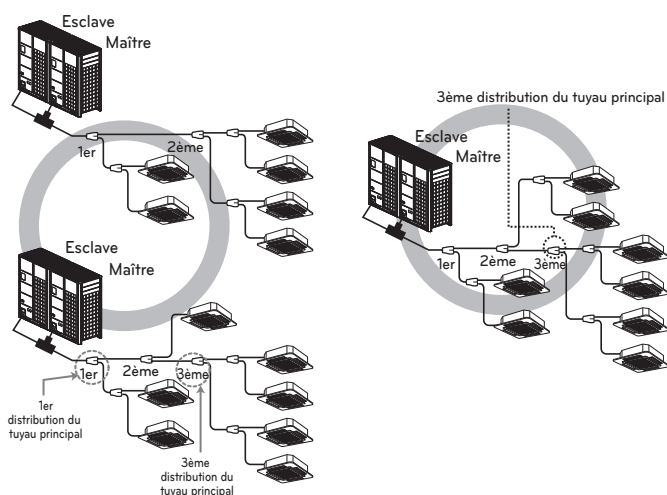 Esclave
Maître
1er
2ème
Esclave
Maître
1er
2ème
3ème
1er
distribution du
tuyau principal
3ème
distribution du
tuyau principal
3ème distribution du tuyau principal
Esclave
Maître
1er
2ème
3ème